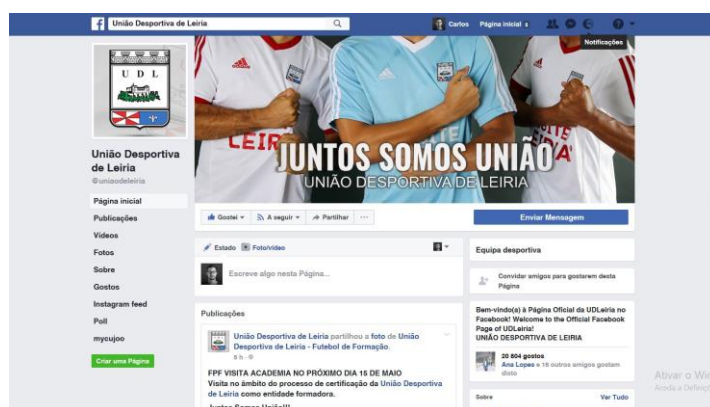 União Desportiva de Leiria
Carlos
Página inicial
Notificações
U D L
LEIR
JUNTOS SOMOS UNIÃO
UNIÃO DESPORTIVA DE LEIRIA
União Desportiva
de Leiria
@uniaodeleiria
Página inicial
Publicações
Vídeos
Fotos
Sobre
Gostos
Instagram feed
Poll
mycujoo
Criar uma Página
Gostei
A seguir
Partilhar
Enviar Mensagem
Estado
Foto/vídeo
Escreve algo nesta Página...
Publicações
União Desportiva de Leiria partilhou a foto de União
Desportiva de Leiria - Futebol de Formação.
5 h
FPF VISITA ACADEMIA NO PRÓXIMO DIA 15 DE MAIO
Visita no âmbito do processo de certificação da União Desportiva
de Leiria como entidade formadora.
Juntos Somos União!!!
Equipa desportiva
Convidar amigos para gostarem desta
Página
Bem-vindo(a) à Página Oficial da UDLeiria no
Facebook! Welcome to the Official Facebook
Page of UDLeiria!
UNIÃO DESPORTIVA DE LEIRIA
20 604 gostos
Ana Lopes e 16 outros amigos gostam
disto
Sobre
Ver Tudo
Ativar o Wi